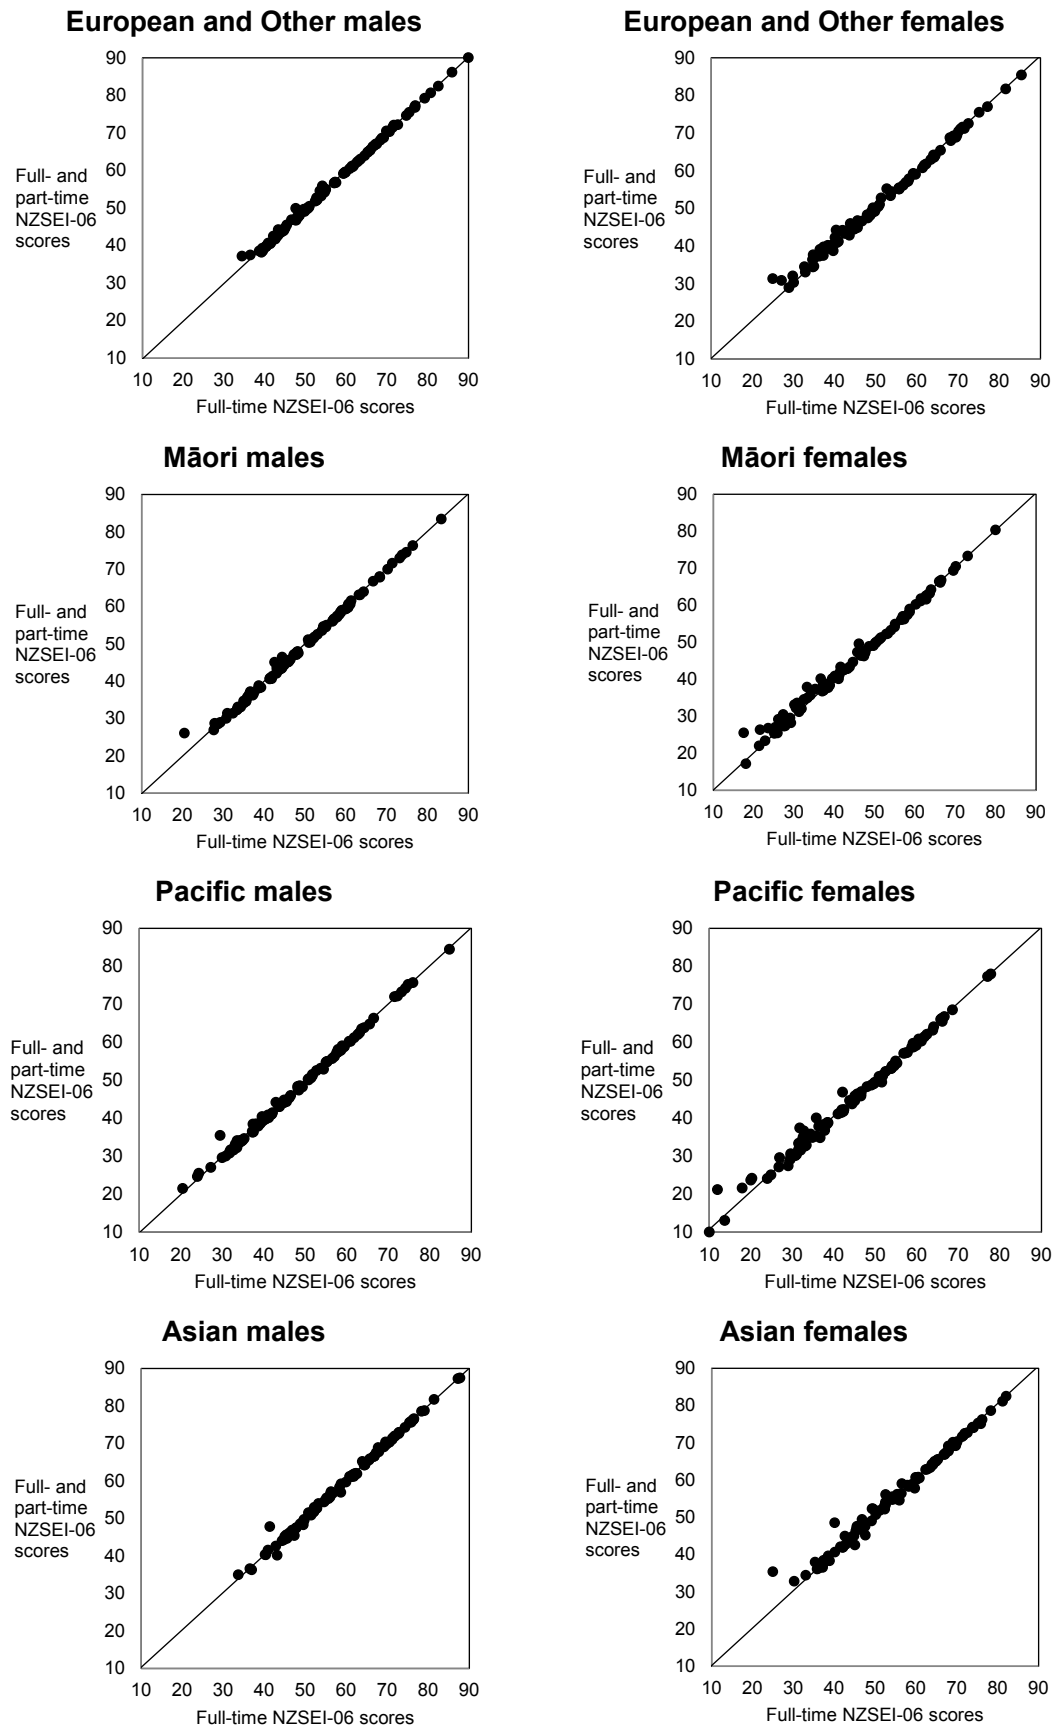 European and Other males
90
80
70
60
50
40
30
20
10
Full- and
part-time
NZSEI-06
scores
10 20 30 40 50 60 70 80 90
Full-time NZSEI-06 scores
European and Other females
90
80
70
60
50
40
30
20
10
Full- and
part-time
NZSEI-06
scores
10 20 30 40 50 60 70 80 90
Full-time NZSEI-06 scores
Māori males
90
80
70
60
50
40
30
20
10
Full- and
part-time
NZSEI-06
scores
10 20 30 40 50 60 70 80 90
Full-time NZSEI-06 scores
Māori females
90
80
70
60
50
40
30
20
10
Full- and
part-time
NZSEI-06
scores
10 20 30 40 50 60 70 80 90
Full-time NZSEI-06 scores
Pacific males
90
80
70
60
50
40
30
20
10
Full- and
part-time
NZSEI-06
scores
10 20 30 40 50 60 70 80 90
Full-time NZSEI-06 scores
Pacific females
90
80
70
60
50
40
30
20
10
Full- and
part-time
NZSEI-06
scores
10 20 30 40 50 60 70 80 90
Full-time NZSEI-06 scores
Asian males
90
80
70
60
50
40
30
20
10
Full- and
part-time
NZSEI-06
scores
10 20 30 40 50 60 70 80 90
Full-time NZSEI-06 scores
Asian females
90
80
70
60
50
40
30
20
10
Full- and
part-time
NZSEI-06
scores
10 20 30 40 50 60 70 80 90
Full-time NZSEI-06 scores